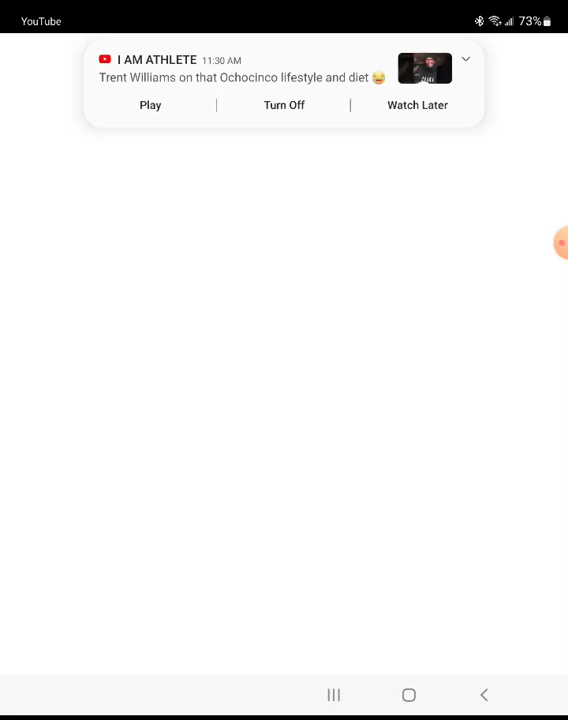 YouTube
73%
I AM ATHLETE 11:30 AM
Trent Williams on that Ochocinco lifestyle and diet 😂
Play | Turn Off | Watch Later